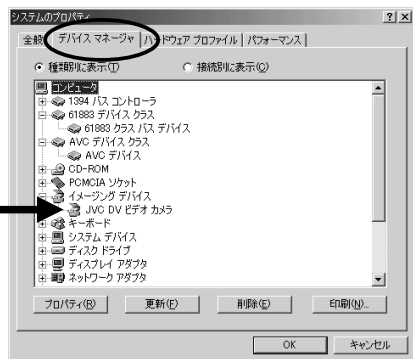 システムのプロパティ
全般 デバイス マネージャ ハードウェア プロファイル パフォーマンス
種類別に表示(T) 接続別に表示(C)
コンピュータ
1394 バス コントローラ
61883 デバイス クラス
61883 クラス バス デバイス
AVC デバイス クラス
AVC デバイス
CD-ROM
PCMCIA ソケット
イメージング デバイス
JVC DV ビデオ カメラ
キーボード
システム デバイス
ディスク ドライブ
ディスプレイ アダプタ
ネットワーク アダプタ
プロパティ(R) 更新(F) 削除(E) 印刷(N)...
OK キャンセル